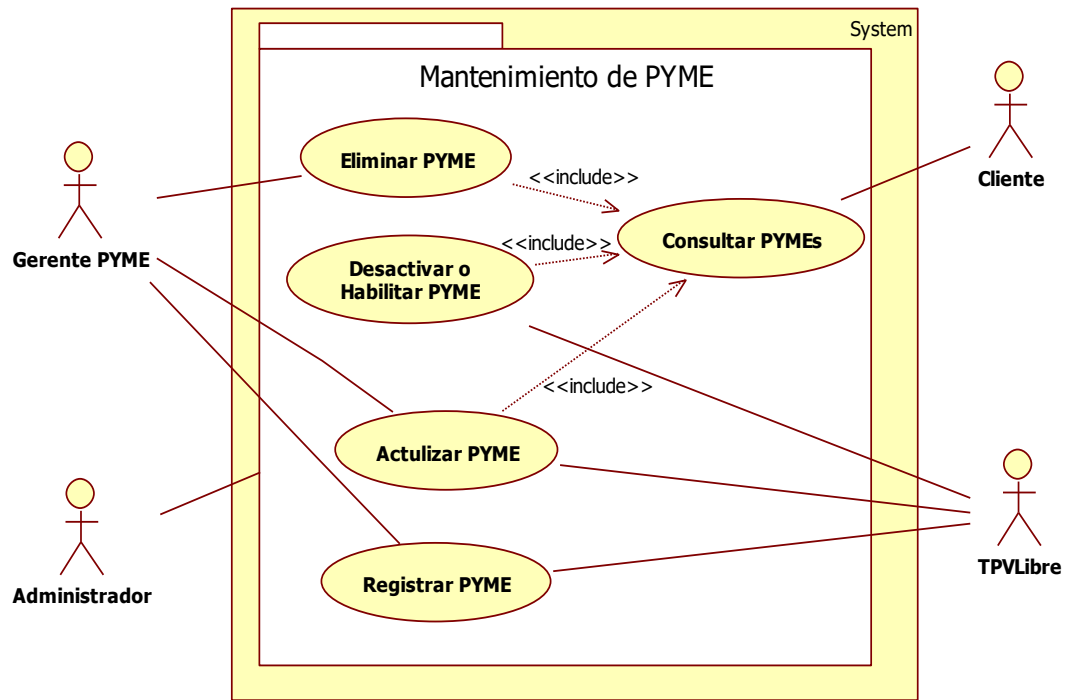 System
Mantenimiento de PYME
Eliminar PYME
<<include>>
Cliente
Gerente PYME
Consultar PYMEs
<<include>>
Desactivar o
Habilitar PYME
<<include>>
Actulizar PYME
Administrador
Registrar PYME
TPVLibre